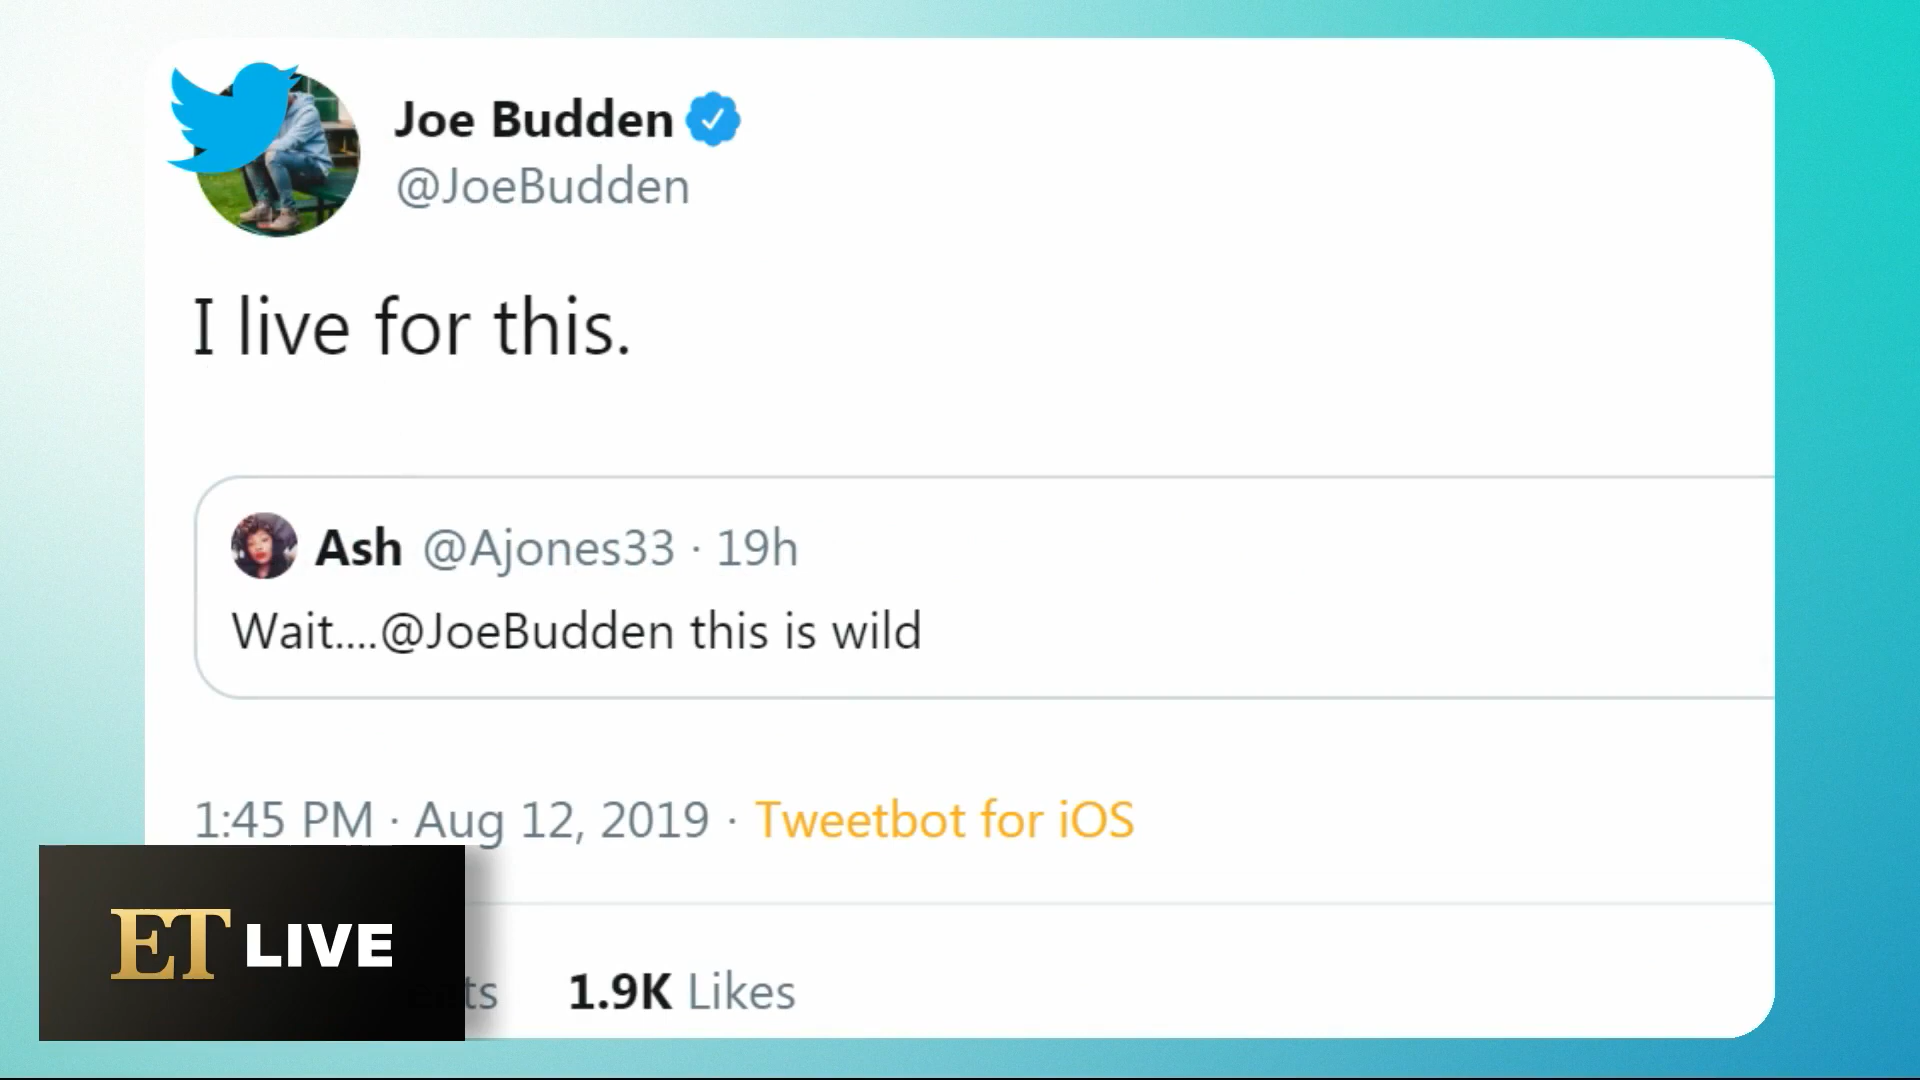 Joe Budden
@JoeBudden
I live for this.
Ash @Ajones33 · 19h
Wait....@JoeBudden this is wild
1:45 PM · Aug 12, 2019 · Tweetbot for iOS
1.9K Likes
ET LIVE